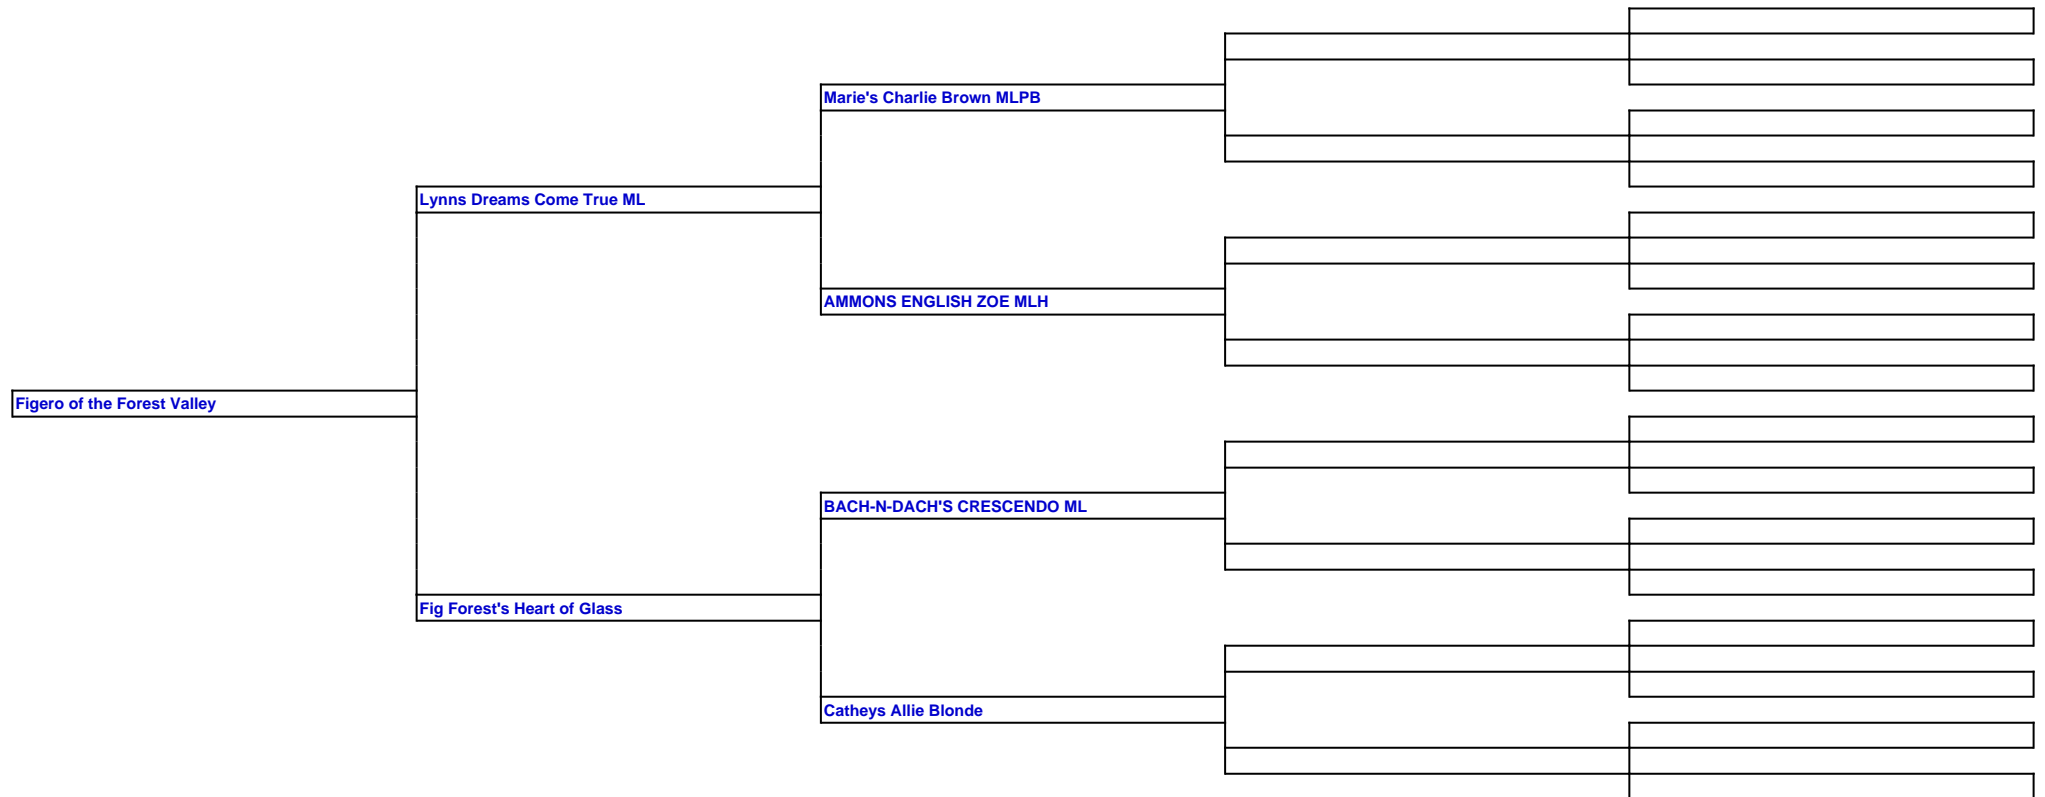 Marie's Charlie Brown MLPB
Lynns Dreams Come True ML
AMMONS ENGLISH ZOE MLH
Figero of the Forest Valley
BACH-N-DACH'S CRESCENDO ML
Fig Forest's Heart of Glass
Catheys Allie Blonde